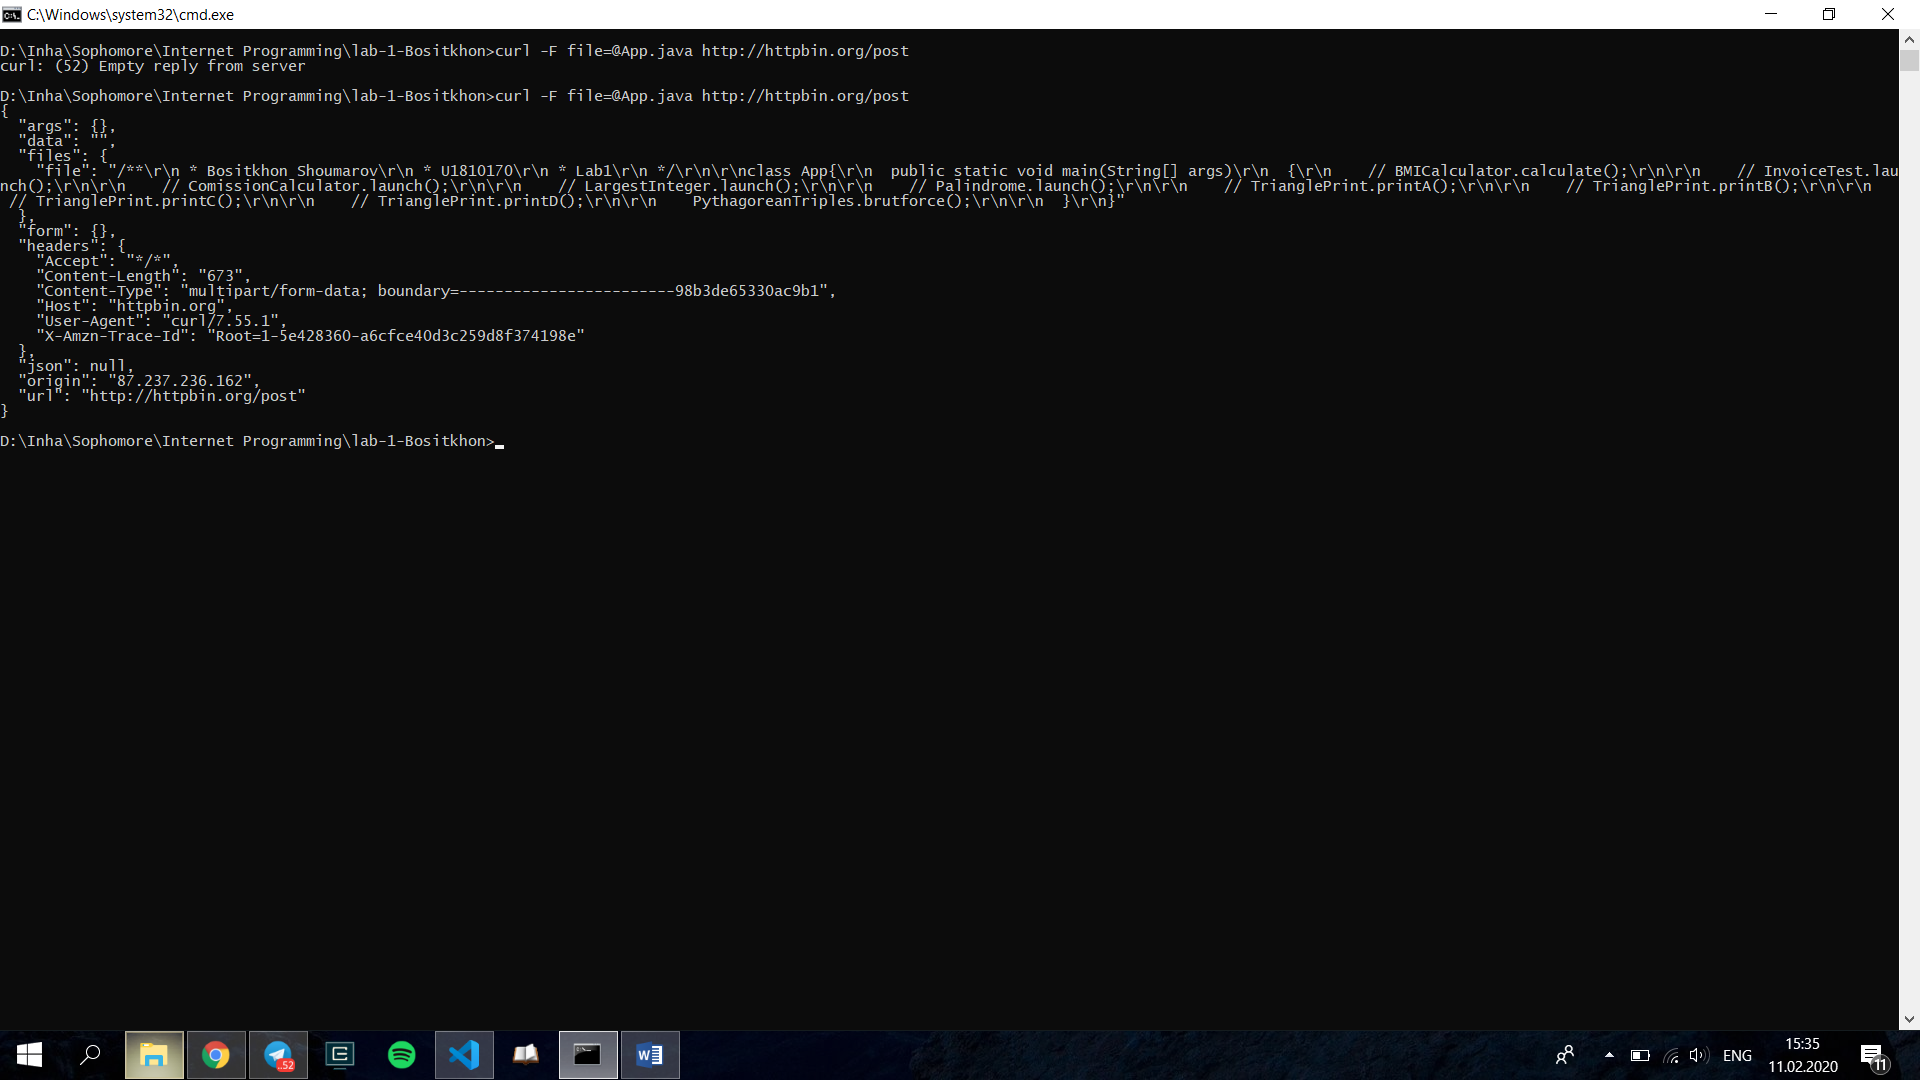 C:\Windows\system32\cmd.exe
D:\Inha\Sophomore\Internet Programming\lab-1-Bositkhon>curl -F file=@App.java http://httpbin.org/post
curl: (52) Empty reply from server
D:\Inha\Sophomore\Internet Programming\lab-1-Bositkhon>curl -F file=@App.java http://httpbin.org/post
{
  "args": {},
  "data": "",
  "files": {
    "file": "/**\r\n * Bositkhon Shoumarov\r\n * U1810170\r\n * Lab1\r\n */\r\n\r\nclass App{\r\n  public static void main(String[] args)\r\n  {\r\n    // BMICalculator.calculate();\r\n\r\n    // InvoiceTest.lau
nch();\r\n\r\n    // ComissionCalculator.launch();\r\n\r\n    // LargestInteger.launch();\r\n\r\n    // Palindrome.launch();\r\n\r\n    // TrianglePrint.printA();\r\n\r\n    // TrianglePrint.printB();\r\n\r\n
 // TrianglePrint.printC();\r\n\r\n    // TrianglePrint.printD();\r\n\r\n    PythagoreanTriples.brutforce();\r\n\r\n  }\r\n}"
  },
  "form": {},
  "headers": {
    "Accept": "*/*",
    "Content-Length": "673",
    "Content-Type": "multipart/form-data; boundary=------------------------98b3de65330ac9b1",
    "Host": "httpbin.org",
    "User-Agent": "curl/7.55.1",
    "X-Amzn-Trace-Id": "Root=1-5e428360-a6cfce40d3c259d8f374198e"
  },
  "json": null,
  "origin": "87.237.236.162",
  "url": "http://httpbin.org/post"
}
D:\Inha\Sophomore\Internet Programming\lab-1-Bositkhon>
..52
ENG
15:35
11.02.2020
11